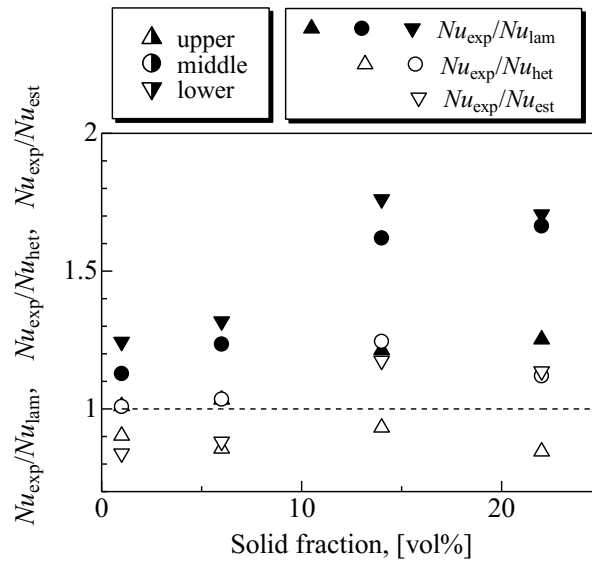 upper
middle
lower
Nu_exp/Nu_lam
Nu_exp/Nu_het
Nu_exp/Nu_est
Nu_exp/Nu_lam, Nu_exp/Nu_het, Nu_exp/Nu_est
2
1.5
1
0 10 20
Solid fraction, [vol%]